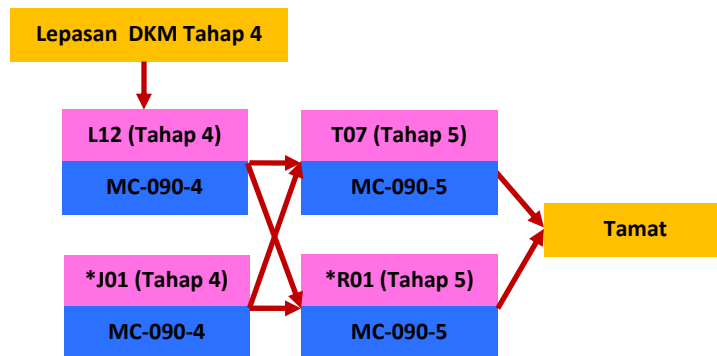 Lepasan DKM Tahap 4
L12 (Tahap 4)
MC-090-4
T07 (Tahap 5)
MC-090-5
*J01 (Tahap 4)
MC-090-4
*R01 (Tahap 5)
MC-090-5
Tamat